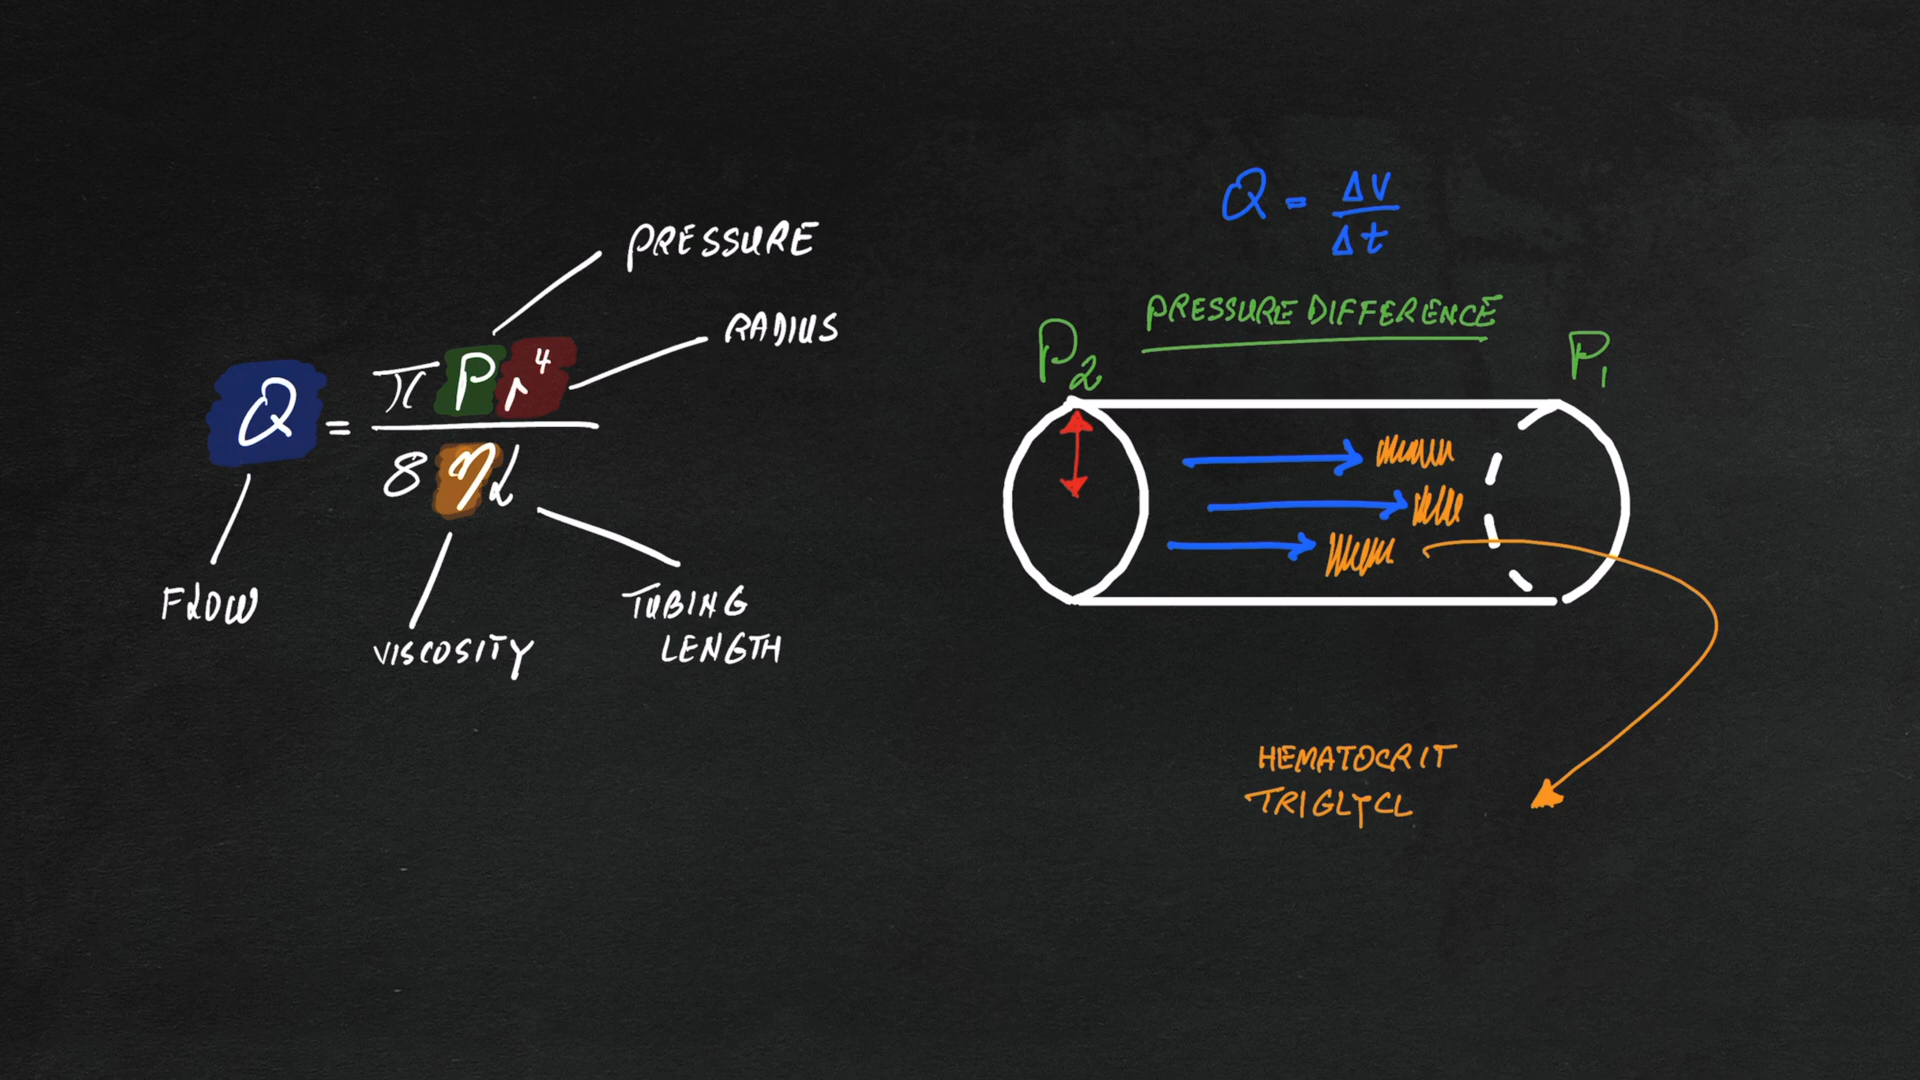 PRESSURE
RADIUS
Q = πPr⁴
8ηL
FLOW
VISCOSITY
TUBING
LENGTH
Q = ΔV
Δt
PRESSURE DIFFERENCE
P₂
P₁
HEMATOCRIT
TRIGLYCL